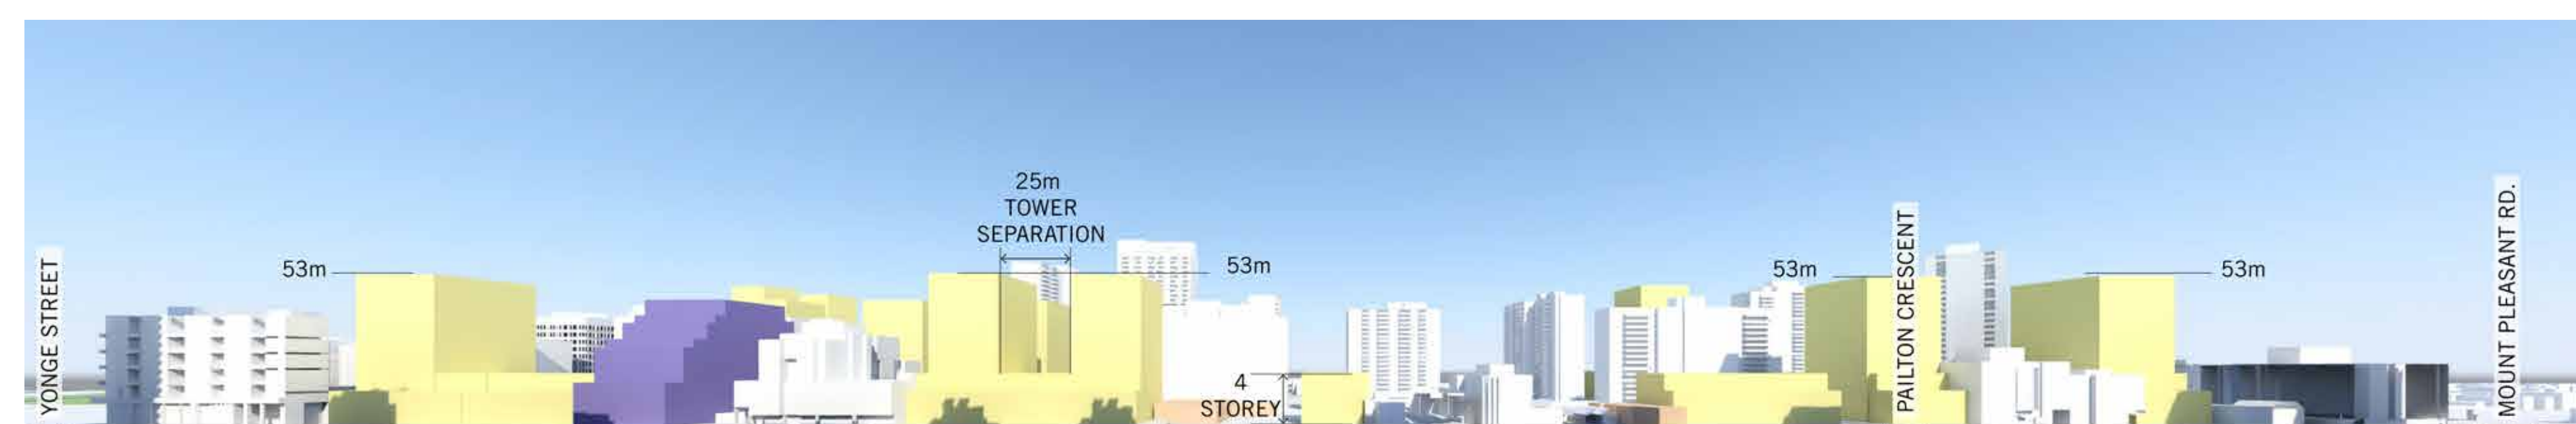 YONGE STREET
53m
25m
TOWER
SEPARATION
53m
4
STOREY
53m
PAILTON CRESCENT
53m
MOUNT PLEASANT RD.